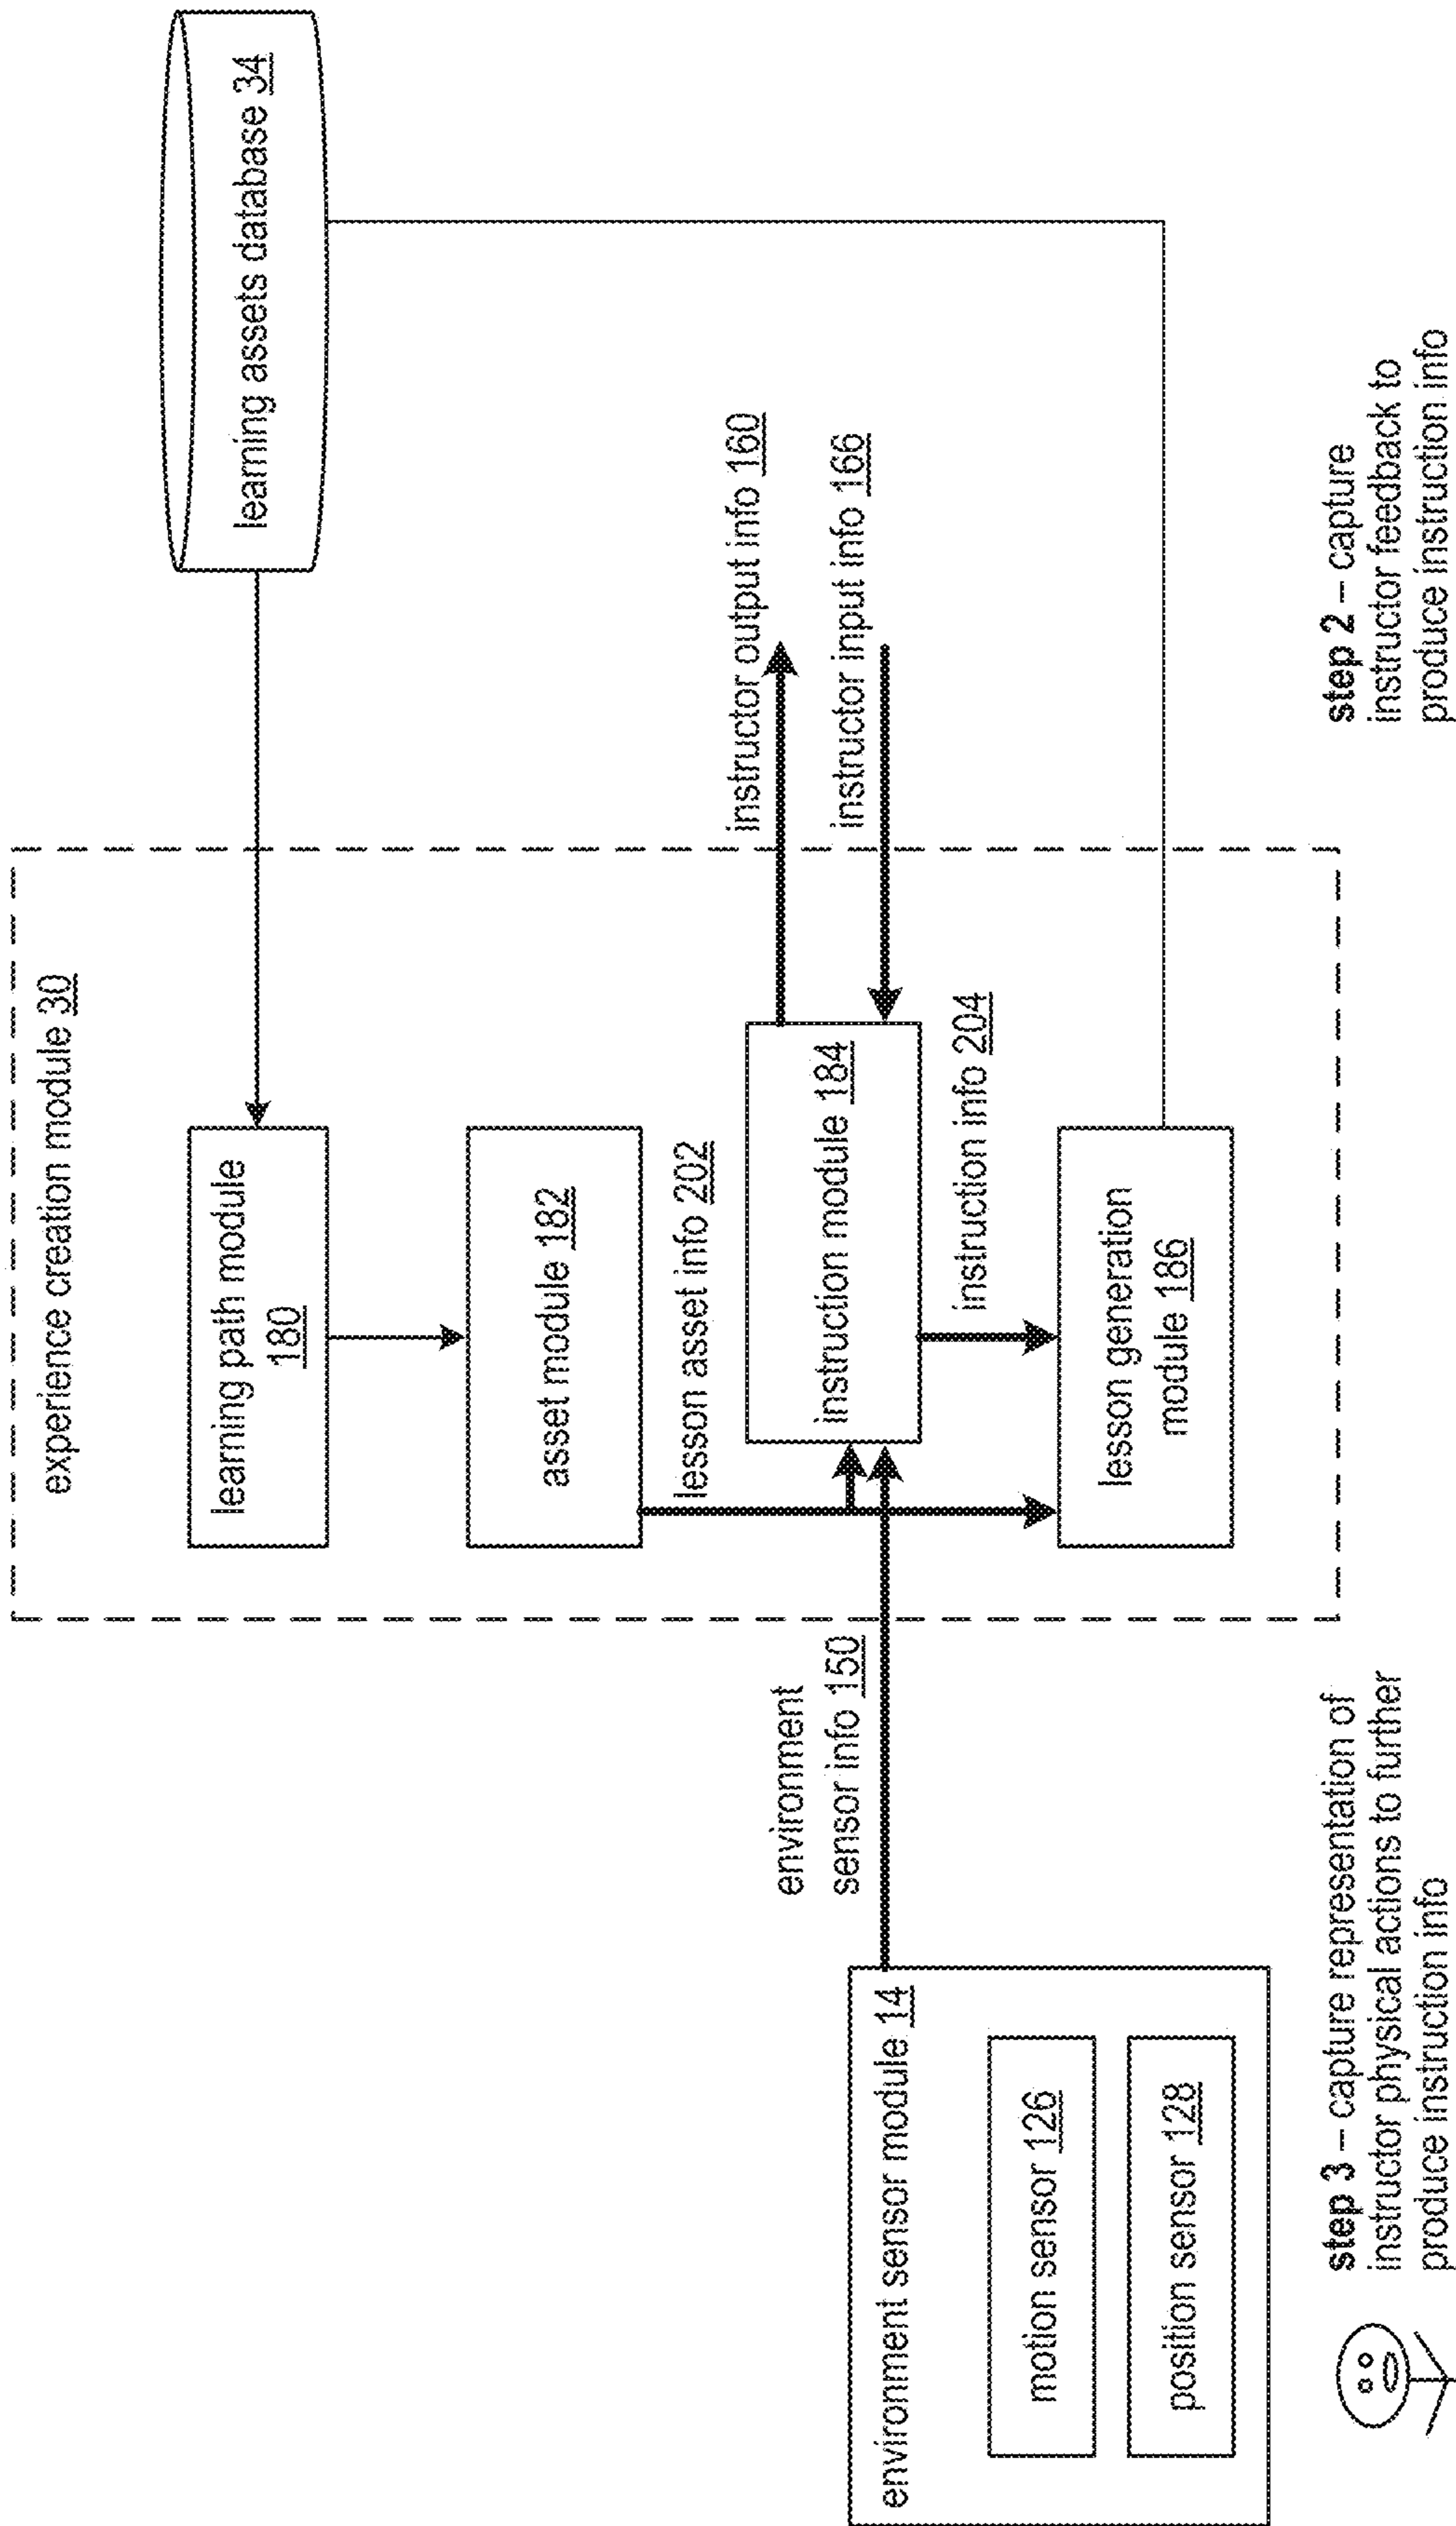 experience creation module 30
learning assets database 34
learning path module
180
asset module 182
lesson asset info 202
instructor output info 160
instructor input info 166
instruction module 184
environment
sensor info 150
instruction info 204
environment sensor module 14
motion sensor 126
position sensor 128
lesson generation
module 186
step 3 – capture representation of
instructor physical actions to further
produce instruction info
step 2 – capture
instructor feedback to
produce instruction info